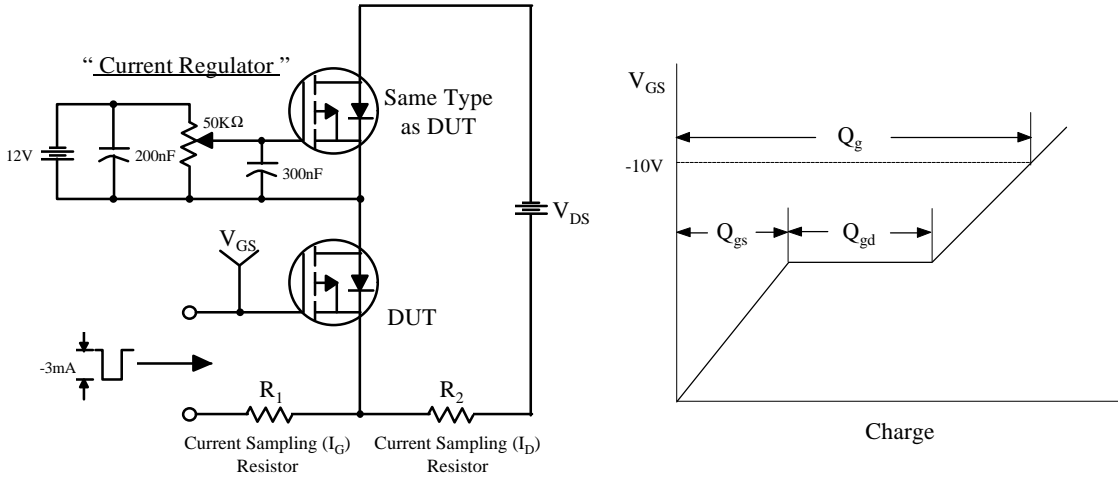 “ Current Regulator ”
Same Type
as DUT
50KΩ
12V
200nF
300nF
V_DS
V_GS
DUT
-3mA
R_1
R_2
Current Sampling (I_G)
Resistor
Current Sampling (I_D)
Resistor
V_GS
Q_g
-10V
Q_gs
Q_gd
Charge